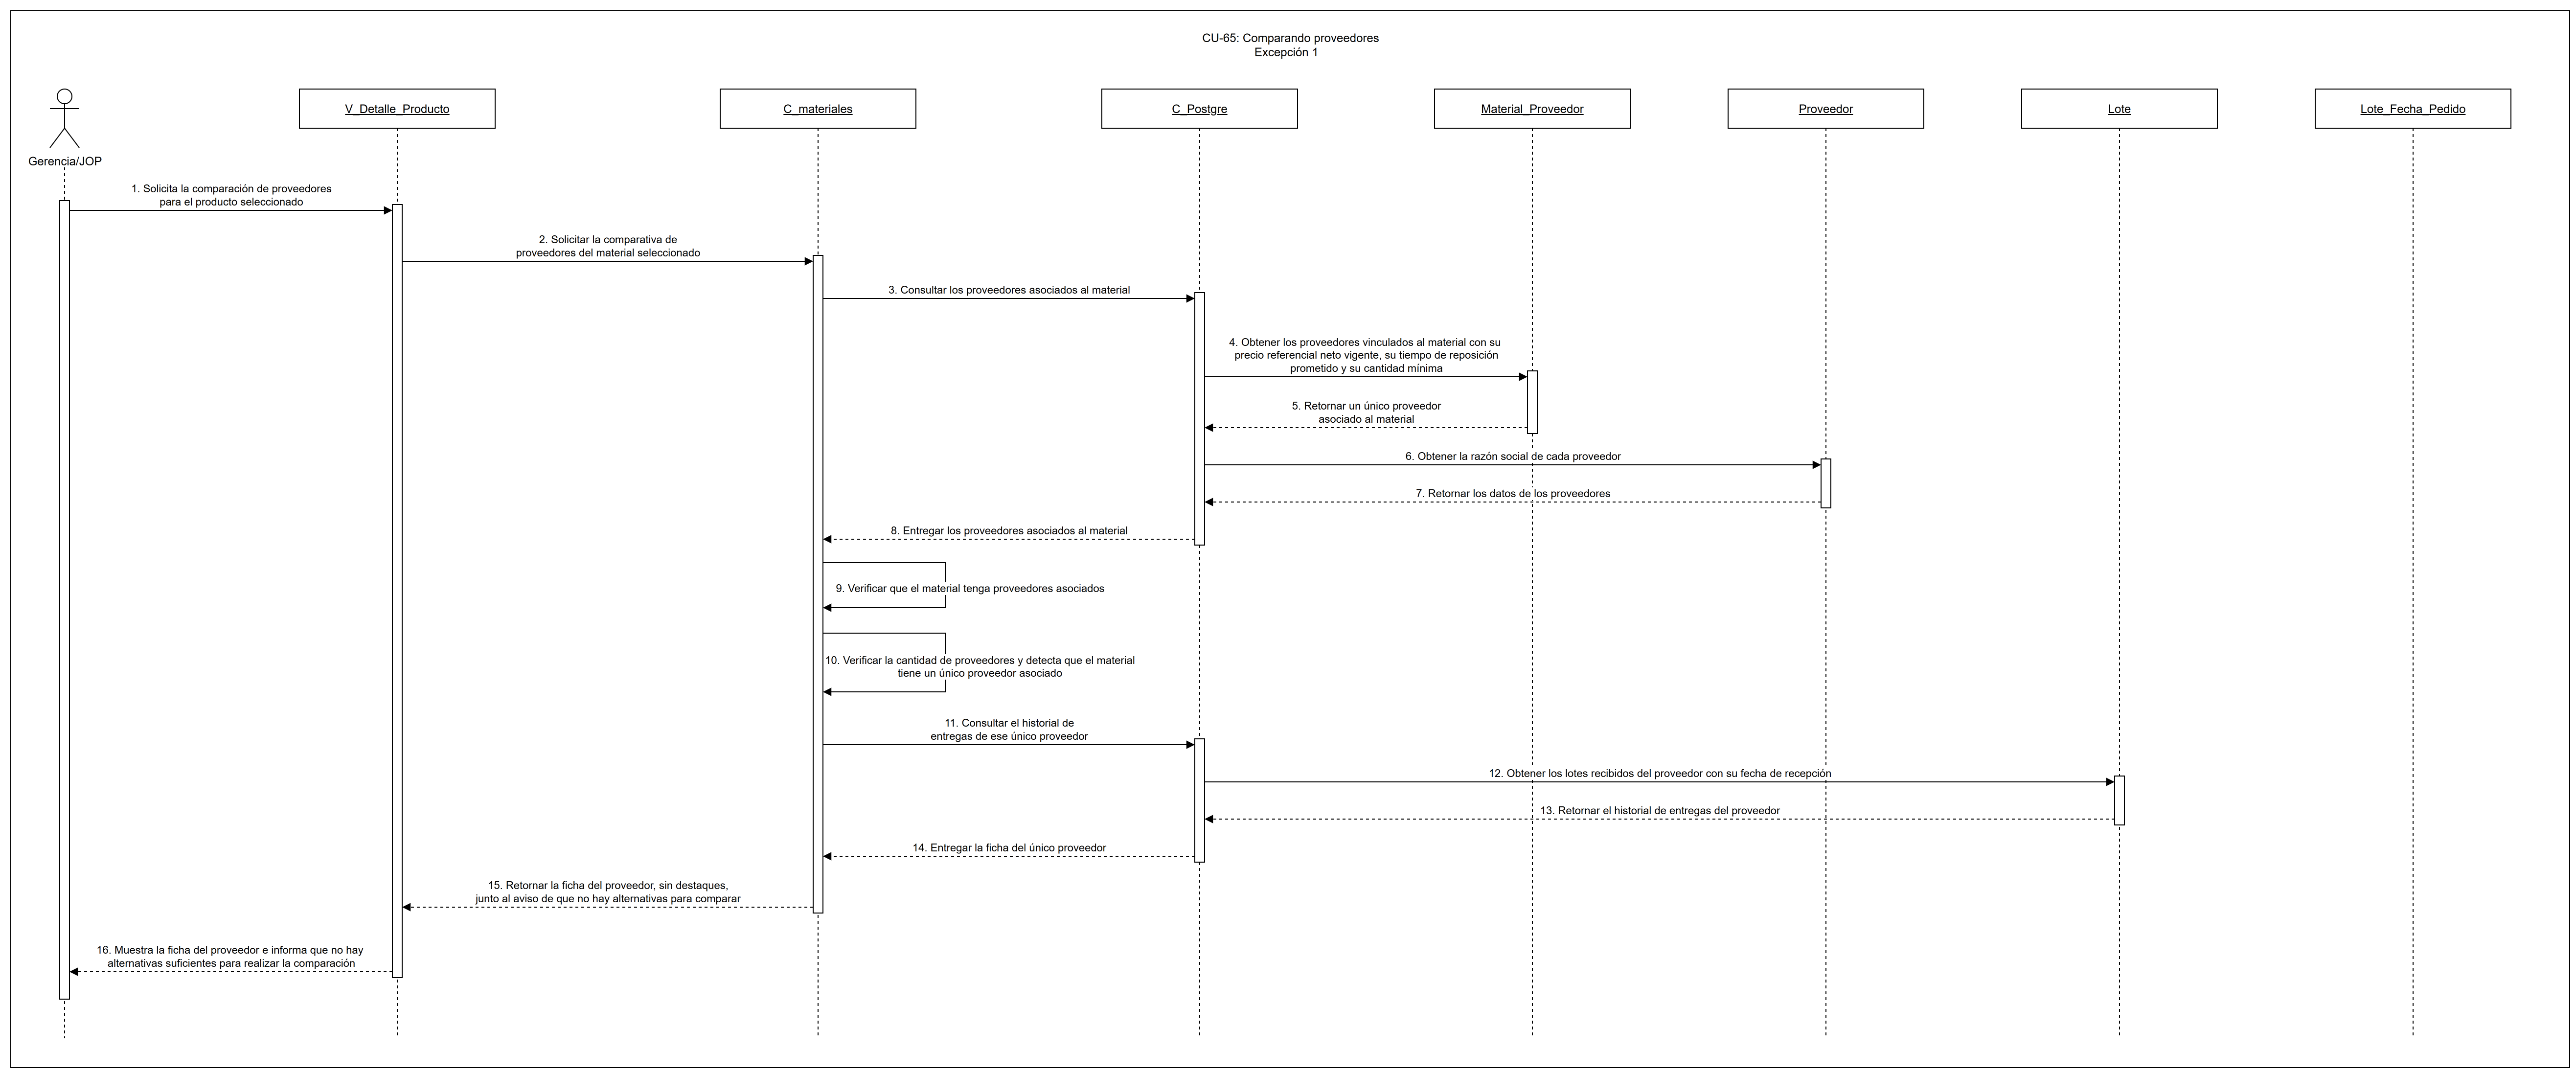 CU-65: Comparando proveedores
Excepción 1
Gerencia/JOP
V_Detalle_Producto
C_materiales
C_Postgre
Material_Proveedor
Proveedor
Lote
Lote_Fecha_Pedido
1. Solicita la comparación de proveedores
para el producto seleccionado
2. Solicitar la comparativa de
proveedores del material seleccionado
3. Consultar los proveedores asociados al material
4. Obtener los proveedores vinculados al material con su
precio referencial neto vigente, su tiempo de reposición
prometido y su cantidad mínima
5. Retornar un único proveedor
asociado al material
6. Obtener la razón social de cada proveedor
7. Retornar los datos de los proveedores
8. Entregar los proveedores asociados al material
9. Verificar que el material tenga proveedores asociados
10. Verificar la cantidad de proveedores y detecta que el material
tiene un único proveedor asociado
11. Consultar el historial de
entregas de ese único proveedor
12. Obtener los lotes recibidos del proveedor con su fecha de recepción
13. Retornar el historial de entregas del proveedor
14. Entregar la ficha del único proveedor
15. Retornar la ficha del proveedor, sin destaques,
junto al aviso de que no hay alternativas para comparar
16. Muestra la ficha del proveedor e informa que no hay
alternativas suficientes para realizar la comparación